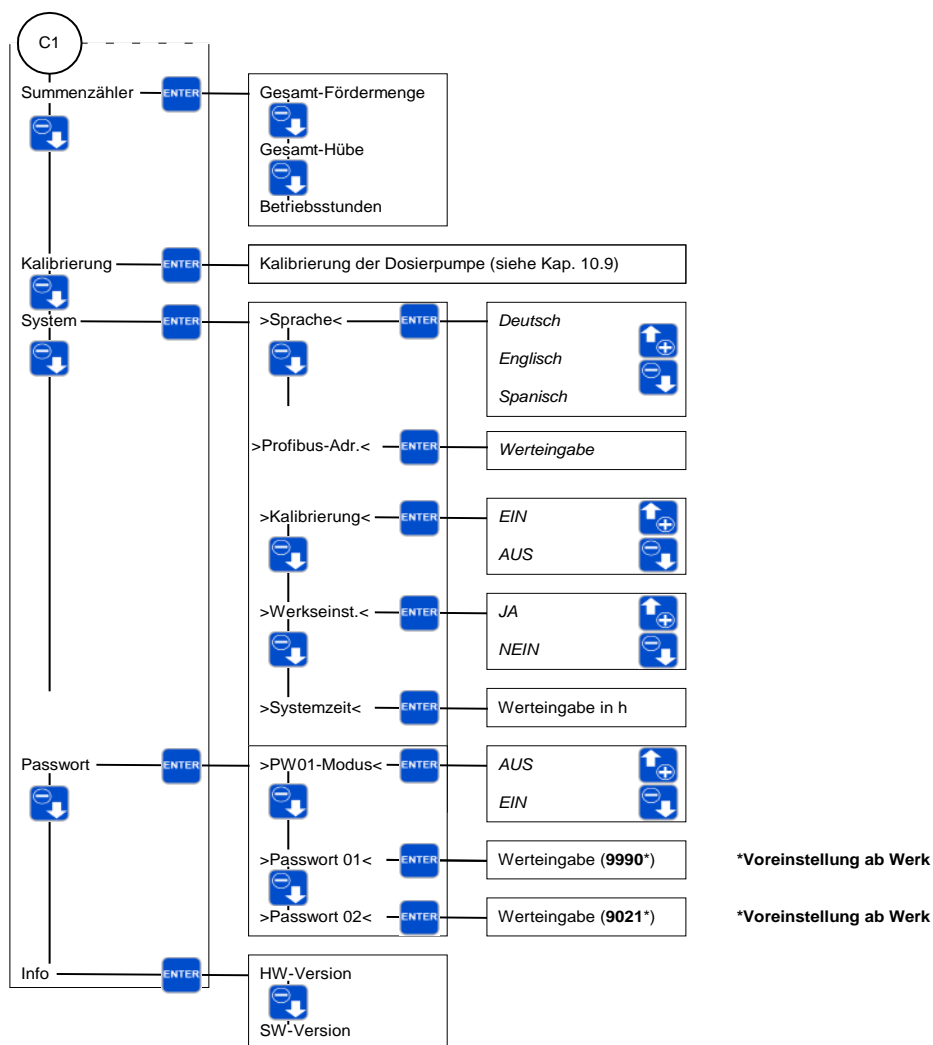 C1
Summenzähler ENTER Gesamt-Fördermenge
Gesamt-Hübe
Betriebsstunden
Kalibrierung ENTER Kalibrierung der Dosierpumpe (siehe Kap. 10.9)
System ENTER >Sprache< ENTER Deutsch
Englisch
Spanisch
>Profibus-Adr.< ENTER Werteingabe
>Kalibrierung< ENTER EIN
AUS
>Werkseinst.< ENTER JA
NEIN
>Systemzeit< ENTER Werteingabe in h
Passwort ENTER >PW01-Modus< ENTER AUS
EIN
>Passwort 01< ENTER Werteingabe (9990*) *Voreinstellung ab Werk
>Passwort 02< ENTER Werteingabe (9021*) *Voreinstellung ab Werk
Info ENTER HW-Version
SW-Version